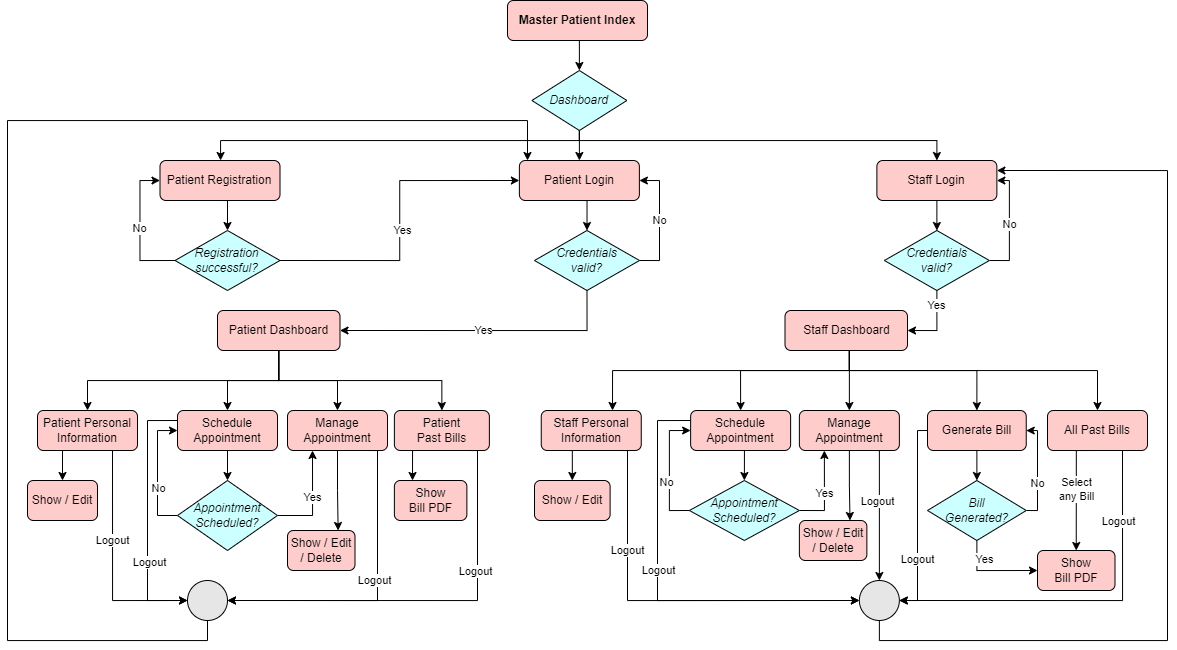 Master Patient Index
Dashboard
Patient Registration
Patient Login
Staff Login
No
Yes
No
No
Registration
successful?
Credentials
valid?
Credentials
valid?
Yes
Yes
Patient Dashboard
Staff Dashboard
Patient Personal
Information
Schedule
Appointment
Manage
Appointment
Patient
Past Bills
Staff Personal
Information
Schedule
Appointment
Manage
Appointment
Generate Bill
All Past Bills
Show / Edit
No
Appointment
Scheduled?
Yes
Show
Bill PDF
Show / Edit
No
Appointment
Scheduled?
Yes
Logout
Bill
Generated?
No
Select
any Bill
Logout
Logout
Show / Edit
/ Delete
Logout
Logout
Logout
Logout
Show / Edit
/ Delete
Logout
Yes
Logout
Show
Bill PDF